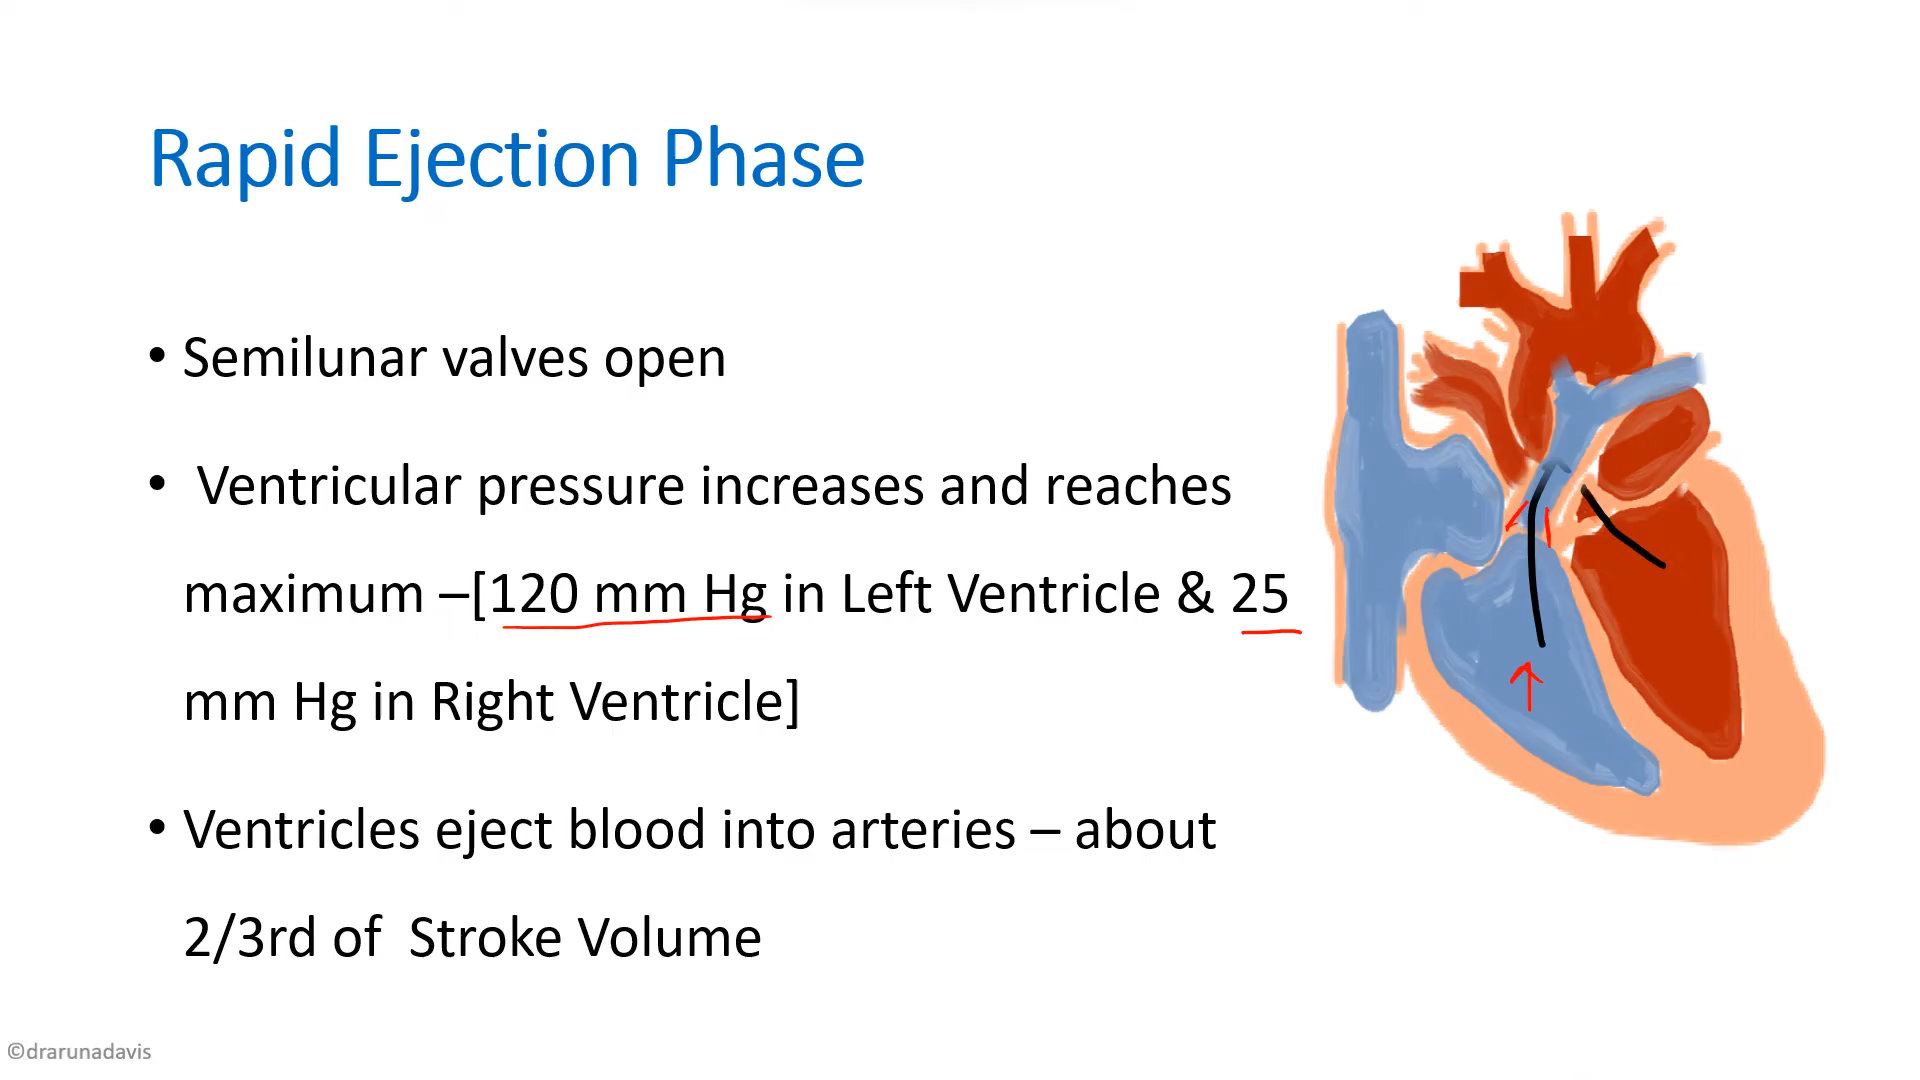 Rapid Ejection Phase
• Semilunar valves open
• Ventricular pressure increases and reaches
maximum –[120 mm Hg in Left Ventricle & 25
mm Hg in Right Ventricle]
• Ventricles eject blood into arteries – about
2/3rd of Stroke Volume
©drarunadavis